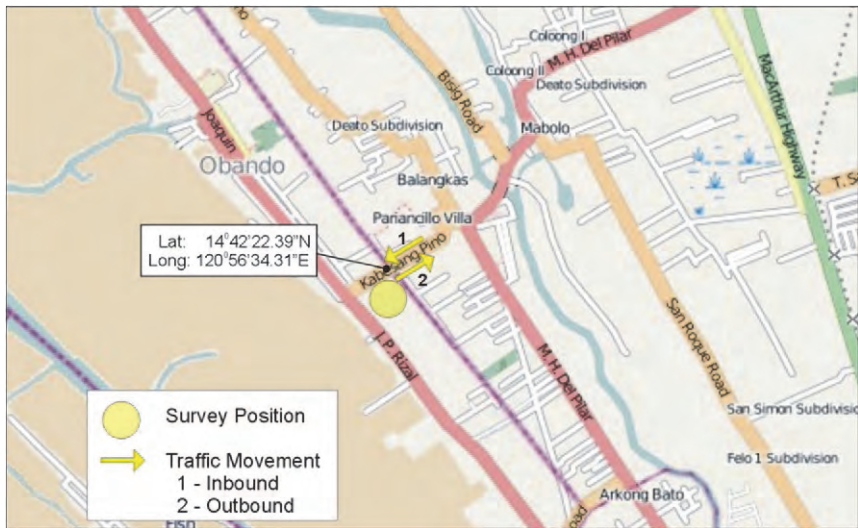 Coloong I
M. H. Del Pilar
Coloong II
Deato Subdivision
MacArthur Highway
Bisig Road
Joaquin
Deato Subdivision
Mabolo
Obando
Balangkas
Pariancillo Villa
Lat: 14°42'22.39"N
Long: 120°56'34.31"E
1
Kabesang Pino
2
San Roque Road
J. P. Rizal
M. H. Del Pilar
San Simon Subdivision
Felo 1 Subdivision
Arkong Bato
Survey Position
Traffic Movement
1 - Inbound
2 - Outbound